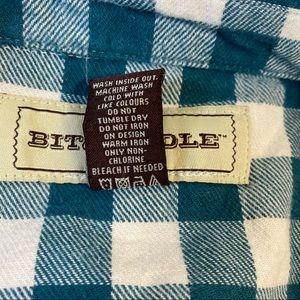 WASH INSIDE OUT.
MACHINE WASH
COLD WITH
LIKE COLOURS
DO NOT
TUMBLE DRY
DO NOT IRON
ON DESIGN
WARM IRON
ONLY NON-
CHLORINE
BLEACH.IF NEEDED